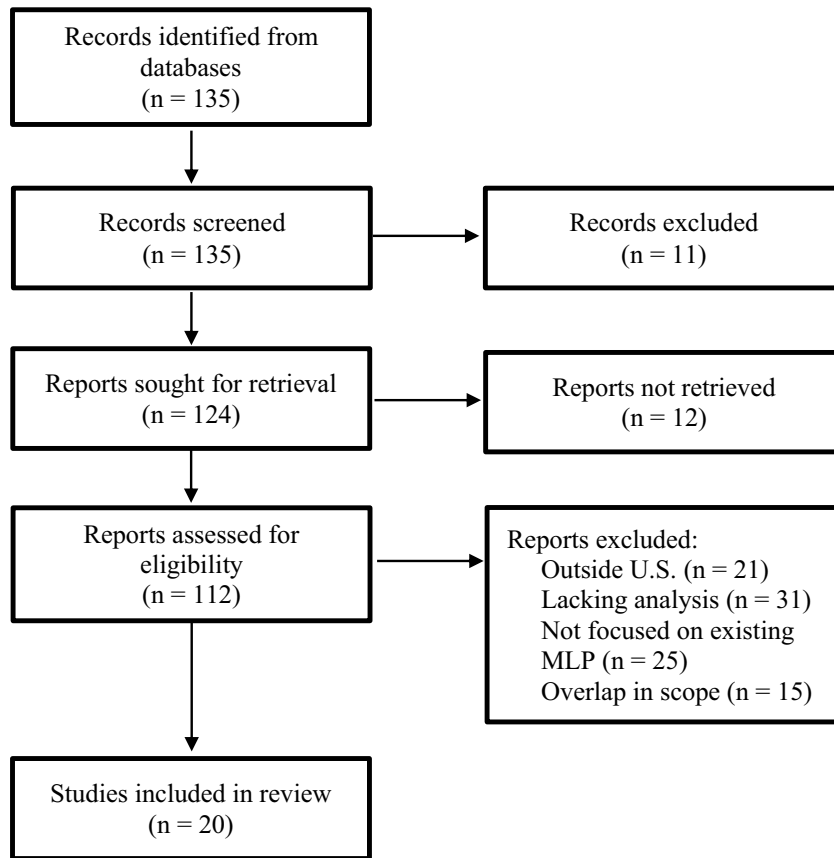 Records identified from
databases
(n = 135)
Records screened
(n = 135)
Records excluded
(n = 11)
Reports sought for retrieval
(n = 124)
Reports not retrieved
(n = 12)
Reports assessed for
eligibility
(n = 112)
Reports excluded:
Outside U.S. (n = 21)
Lacking analysis (n = 31)
Not focused on existing
MLP (n = 25)
Overlap in scope (n = 15)
Studies included in review
(n = 20)